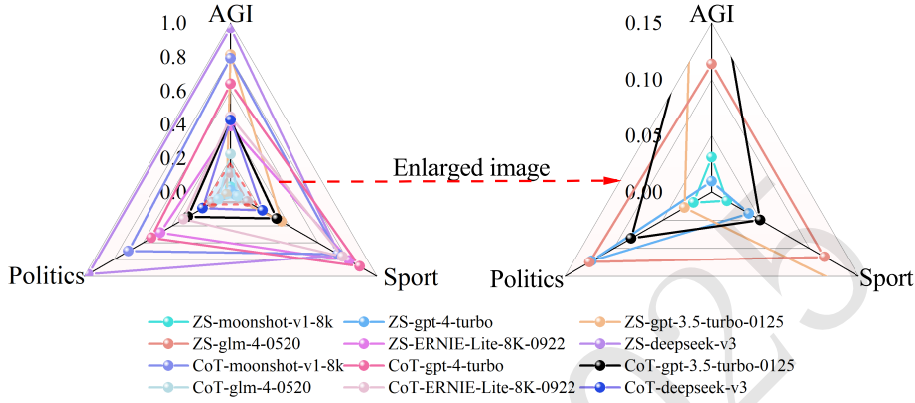 AGI AGI
1.0 0.15
0.8
0.6 0.10
0.4
0.2 0.05
Enlarged image
0.0 0.00
Politics Sport Politics Sport
ZS-moonshot-v1-8k ZS-gpt-4-turbo ZS-gpt-3.5-turbo-0125
ZS-glm-4-0520 ZS-ERNIE-Lite-8K-0922 ZS-deepseek-v3
CoT-moonshot-v1-8k CoT-gpt-4-turbo CoT-gpt-3.5-turbo-0125
CoT-glm-4-0520 CoT-ERNIE-Lite-8K-0922 CoT-deepseek-v3